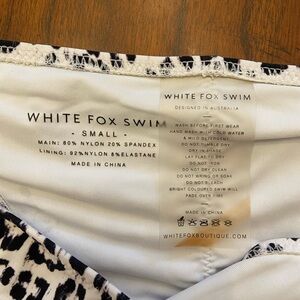 WHITE FOX SWIM
- SMALL -
MAIN: 80% NYLON 20% SPANDEX
LINING: 92%NYLON 8%ELASTANE
MADE IN CHINA
WHITE FOX SWIM
DESIGNED IN AUSTRALIA
WASH BEFORE FIRST WEAR
HAND WASH WITH COLD WATER
& MILD DETERGENT
DO NOT TUMBLE DRY
DRIP IN SHADE
LAY FLAT TO DRY
DO NOT IRON
DO NOT DRY CLEAN
DO NOT WRING OR SOAK
DO NOT BLEACH
BRIGHT COLOURED SWIM WILL
FADE OVER TIME
MADE IN CHINA
WHITEFOXBOUTIQUE.COM